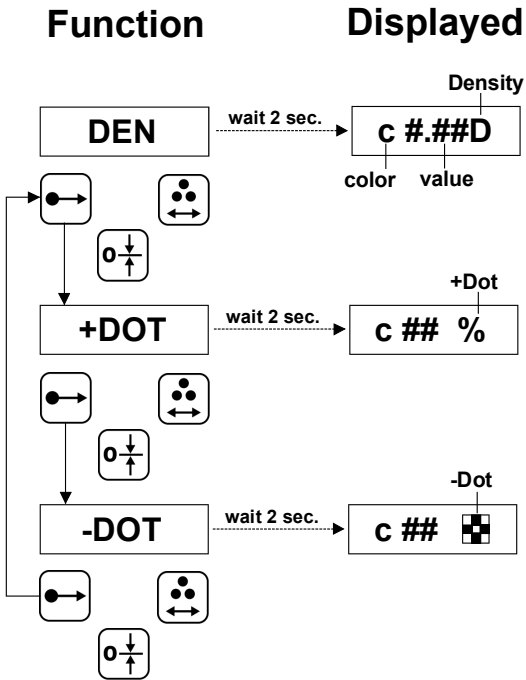 Function Displayed
Density
DEN wait 2 sec. c #.##D
color value
o
+Dot
+DOT wait 2 sec. c ## %
o
-Dot
-DOT wait 2 sec. c ##
o